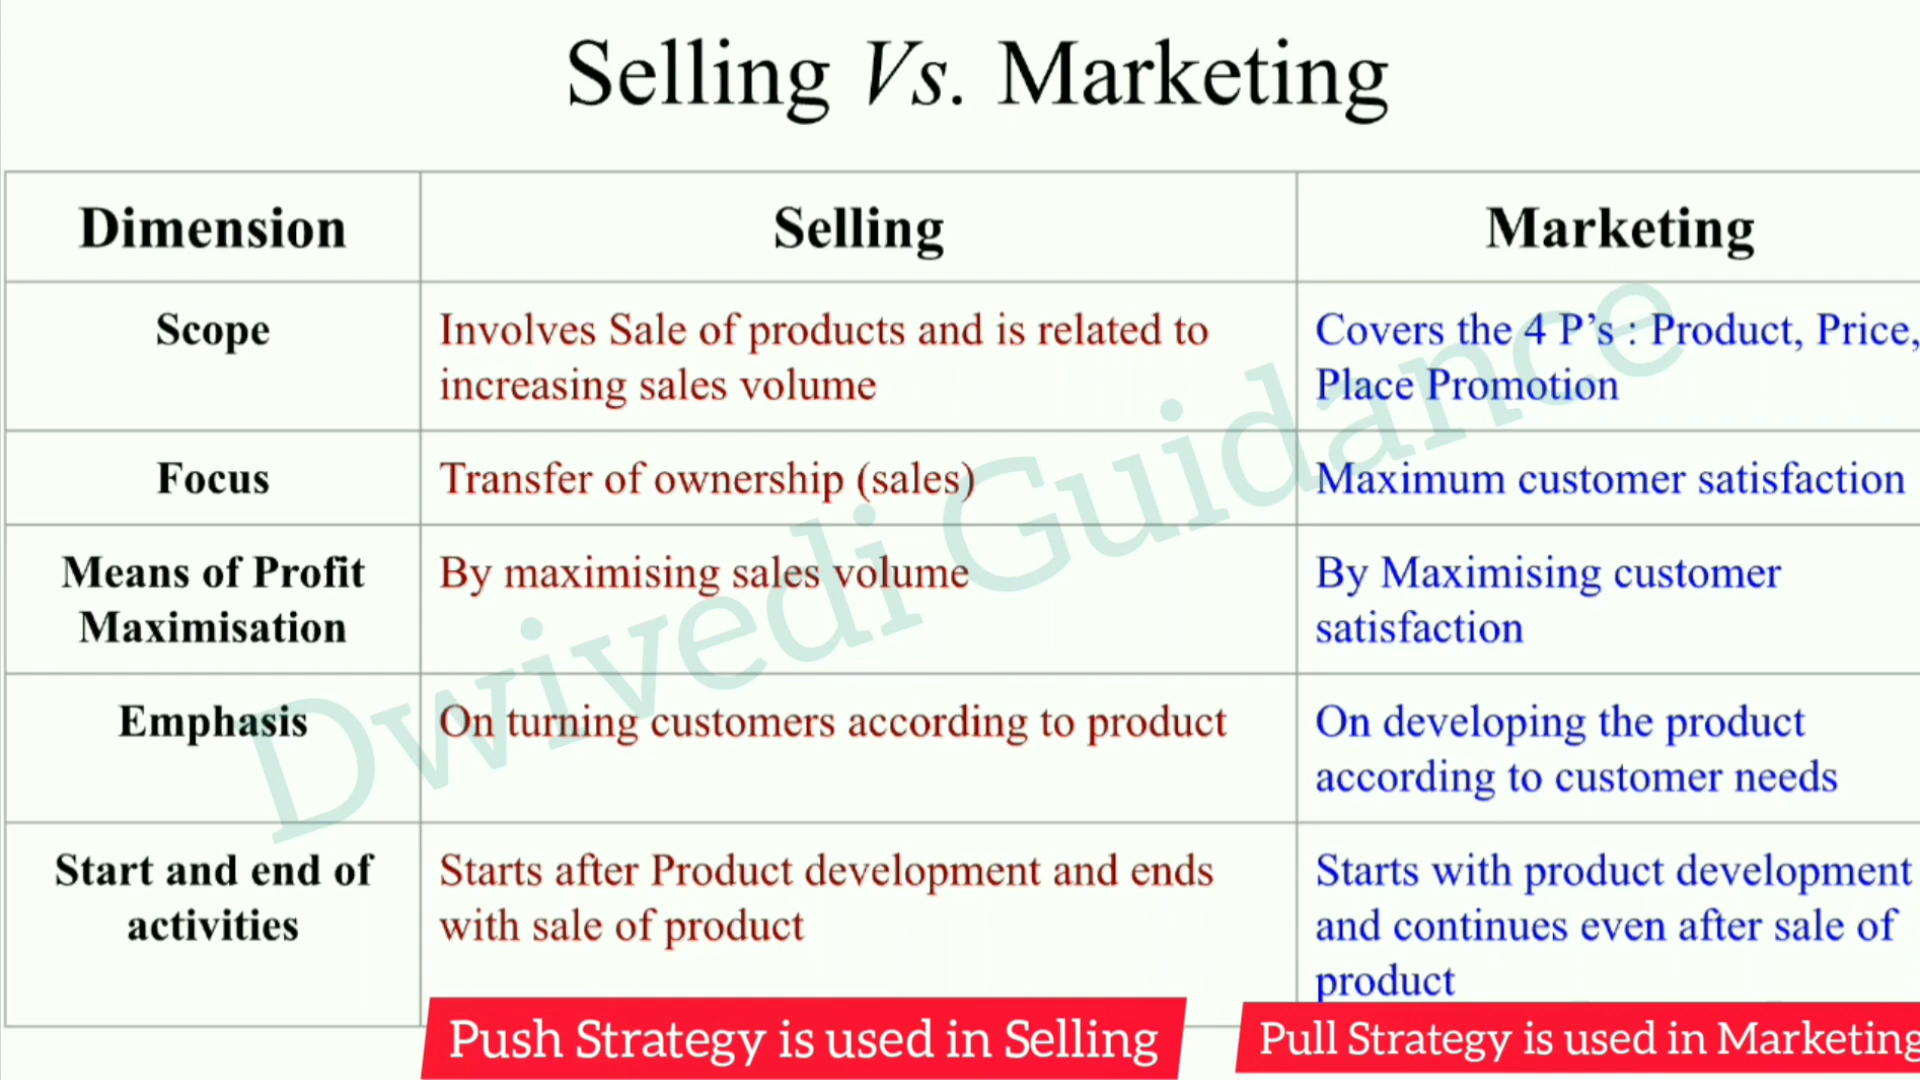 Selling Vs. Marketing
Dimension
Selling
Marketing
Scope
Involves Sale of products and is related to
increasing sales volume
Covers the 4 P’s : Product, Price,
Place Promotion
Focus
Transfer of ownership (sales)
Maximum customer satisfaction
Means of Profit
Maximisation
By maximising sales volume
By Maximising customer
satisfaction
Emphasis
On turning customers according to product
On developing the product
according to customer needs
Start and end of
activities
Starts after Product development and ends
with sale of product
Starts with product development
and continues even after sale of
product
Push Strategy is used in Selling
Pull Strategy is used in Marketing
Dwivedi Guidance